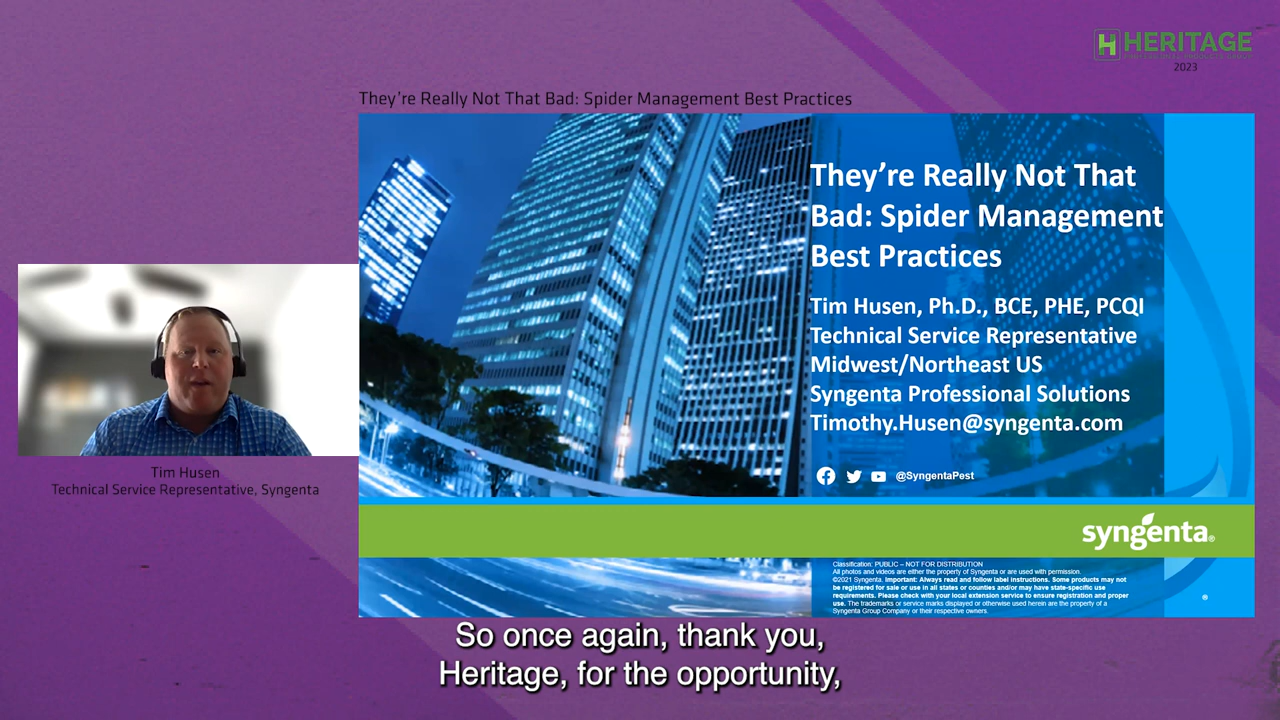 HERITAGE
2023
They're Really Not That Bad: Spider Management Best Practices
They're Really Not That
Bad: Spider Management
Best Practices
Tim Husen, Ph.D., BCE, PHE, PCQI
Technical Service Representative
Midwest/Northeast US
Syngenta Professional Solutions
Timothy.Husen@syngenta.com
@SyngentaPest
syngenta®
Classification: PUBLIC – NOT FOR DISTRIBUTION
All photos and videos are either the property of Syngenta or are used with permission.
©2021 Syngenta. Important: Always read and follow label instructions. Some products may not
be registered for sale or use in all states or counties and/or may have state-specific use
requirements. Please check with your local extension service to ensure registration and proper
use. The trademarks or service marks displayed or otherwise used herein are the property of a
Syngenta Group Company or their respective owners.
®
Tim Husen
Technical Service Representative, Syngenta
So once again, thank you,
Heritage, for the opportunity,